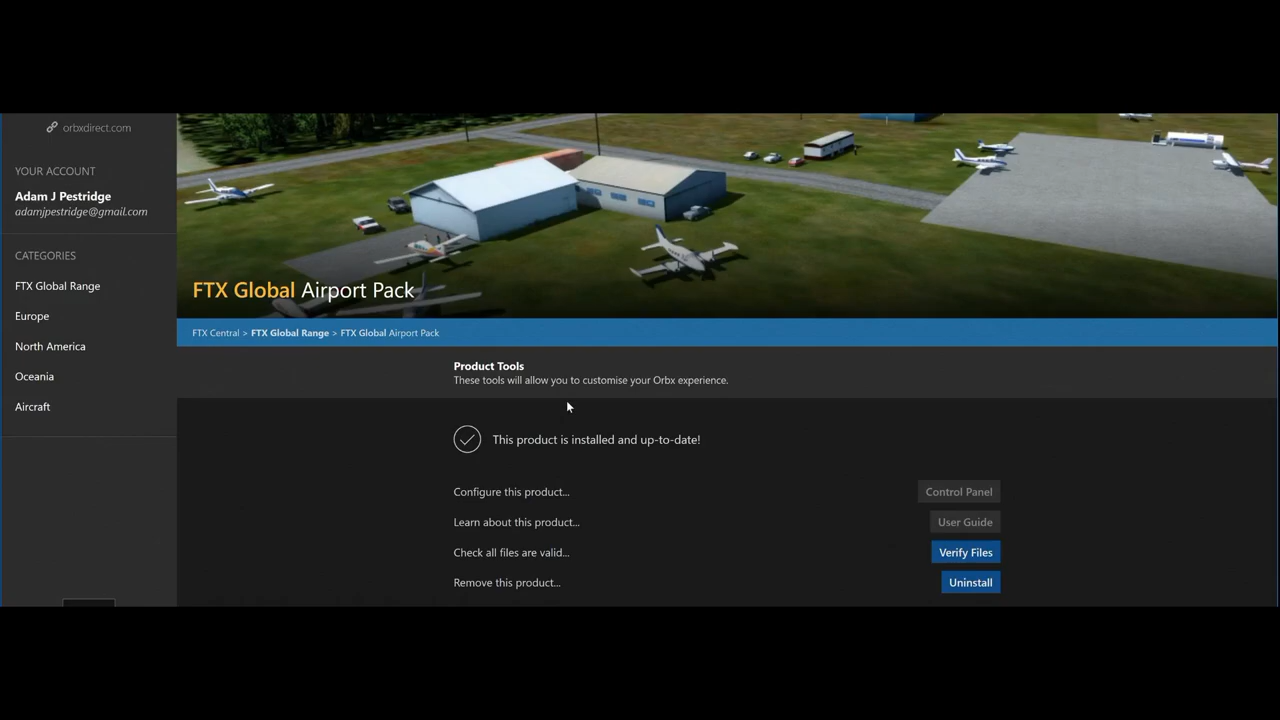 orbxdirect.com
YOUR ACCOUNT
Adam J Pestridge
adamjpestridge@gmail.com
CATEGORIES
FTX Global Range
Europe
North America
Oceania
Aircraft
FTX Global Airport Pack
FTX Central > FTX Global Range > FTX Global Airport Pack
Product Tools
These tools will allow you to customise your Orbx experience.
This product is installed and up-to-date!
Configure this product... Control Panel
Learn about this product... User Guide
Check all files are valid... Verify Files
Remove this product... Uninstall